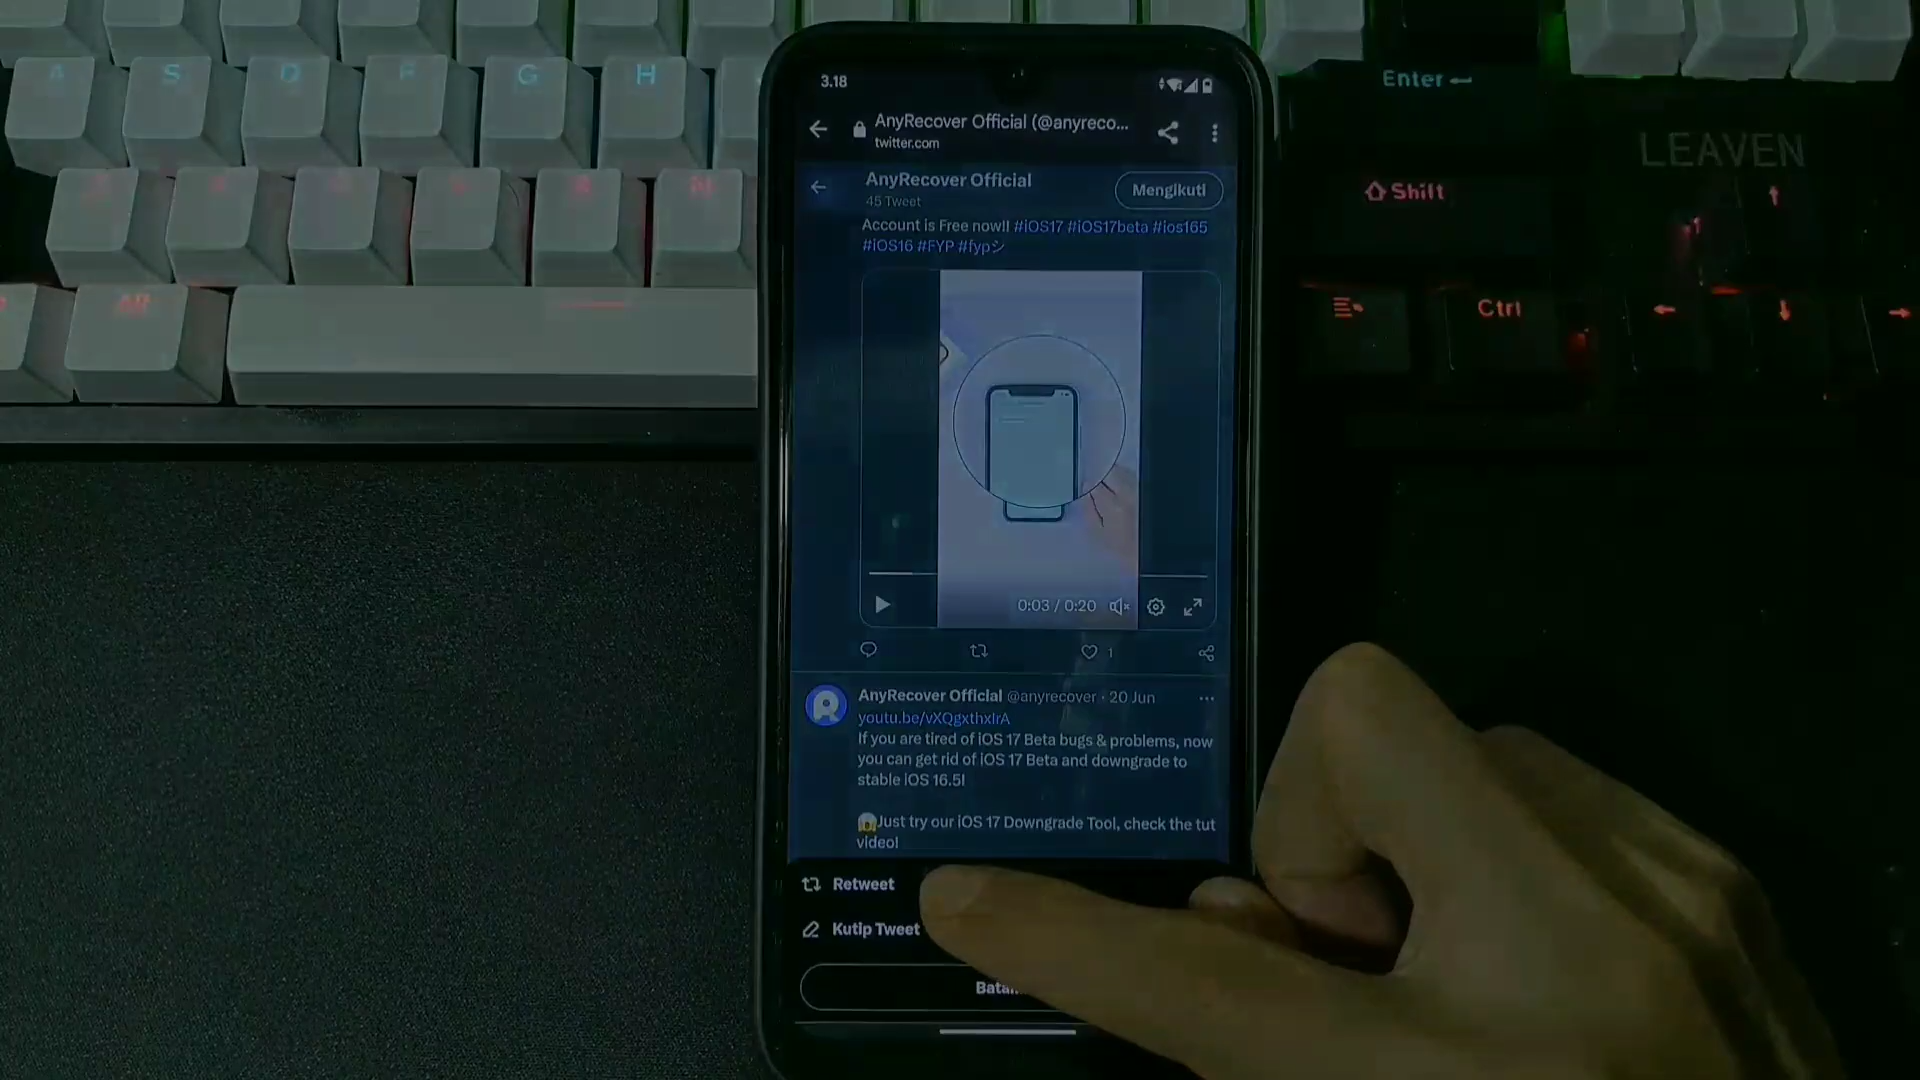 A S D F G H
Enter
LEAVEN
Shift
Alt
Ctrl
3.18
AnyRecover Official (@anyreco...
twitter.com
AnyRecover Official
Mengikuti
45 Tweet
Account is Free now!! #iOS17 #iOS17beta #ios165
#iOS16 #FYP #fypシ
0:03 / 0:20
1
AnyRecover Official @anyrecover · 20 Jun
youtu.be/vXQgxthxIrA
If you are tired of iOS 17 Beta bugs & problems, now
you can get rid of iOS 17 Beta and downgrade to
stable iOS 16.5!
😱Just try our iOS 17 Downgrade Tool, check the tut
video!
Retweet
Kutip Tweet